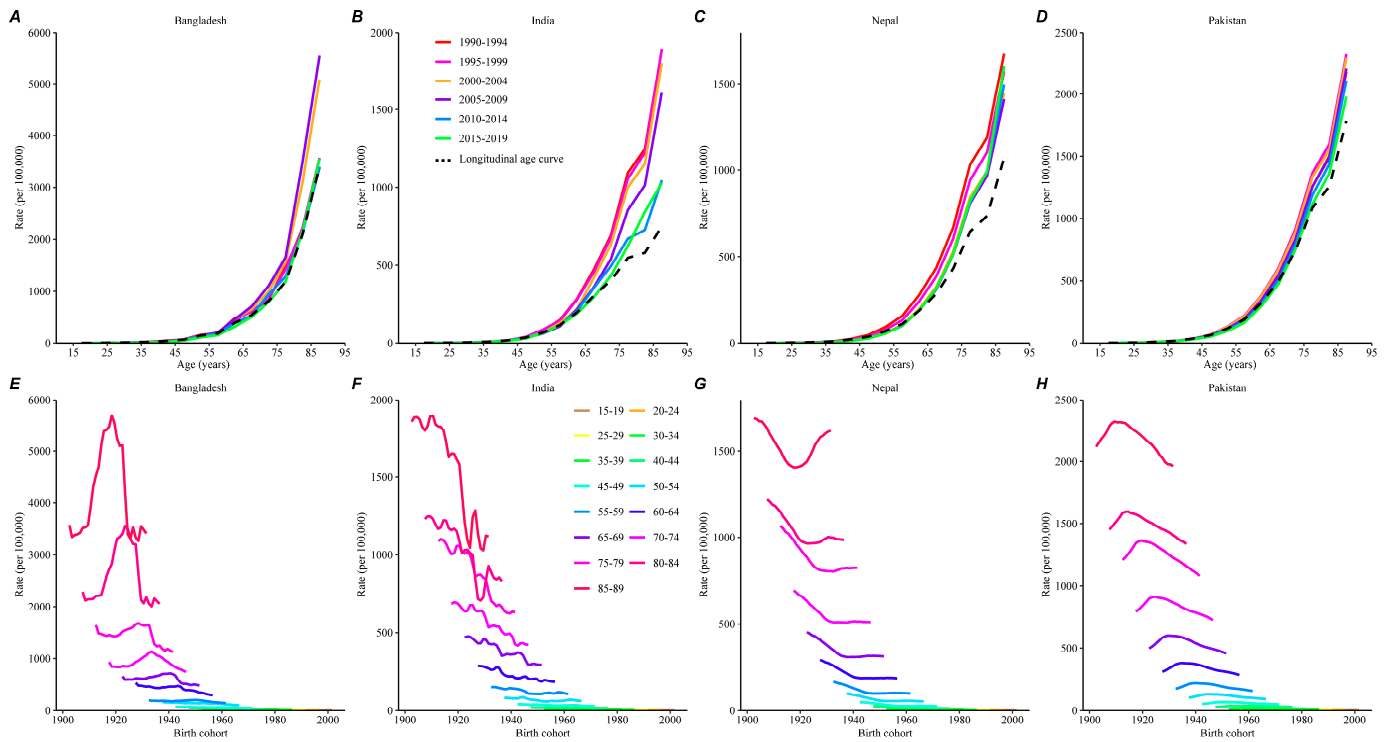 A Bangladesh
B India
C Nepal
D Pakistan
6000
5000
4000
3000
2000
1000
0
Rate (per 100,000)
15 25 35 45 55 65 75 85 95
Age (years)
2000
1500
1000
500
0
Rate (per 100,000)
1990-1994
1995-1999
2000-2004
2005-2009
2010-2014
2015-2019
Longitudinal age curve
15 25 35 45 55 65 75 85 95
Age (years)
1500
1000
500
0
Rate (per 100,000)
15 25 35 45 55 65 75 85 95
Age (years)
2500
2000
1500
1000
500
0
Rate (per 100,000)
15 25 35 45 55 65 75 85 95
Age (years)
E Bangladesh
F India
G Nepal
H Pakistan
6000
5000
4000
3000
2000
1000
0
Rate (per 100,000)
1900 1920 1940 1960 1980 2000
Birth cohort
2000
1500
1000
500
0
Rate (per 100,000)
15-19 20-24
25-29 30-34
35-39 40-44
45-49 50-54
55-59 60-64
65-69 70-74
75-79 80-84
85-89
1900 1920 1940 1960 1980 2000
Birth cohort
1500
1000
500
0
Rate (per 100,000)
1900 1920 1940 1960 1980 2000
Birth cohort
2500
2000
1500
1000
500
0
Rate (per 100,000)
1900 1920 1940 1960 1980 2000
Birth cohort